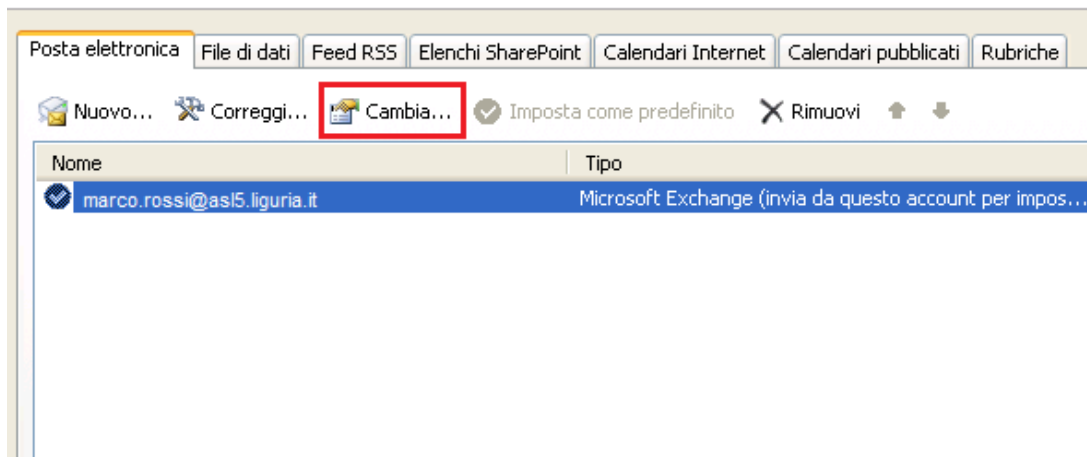 Posta elettronica File di dati Feed RSS Elenchi SharePoint Calendari Internet Calendari pubblicati Rubriche
Nuovo... Correggi... Cambia... Imposta come predefinito Rimuovi
Nome Tipo
marco.rossi@asl5.liguria.it Microsoft Exchange (invia da questo account per impos...